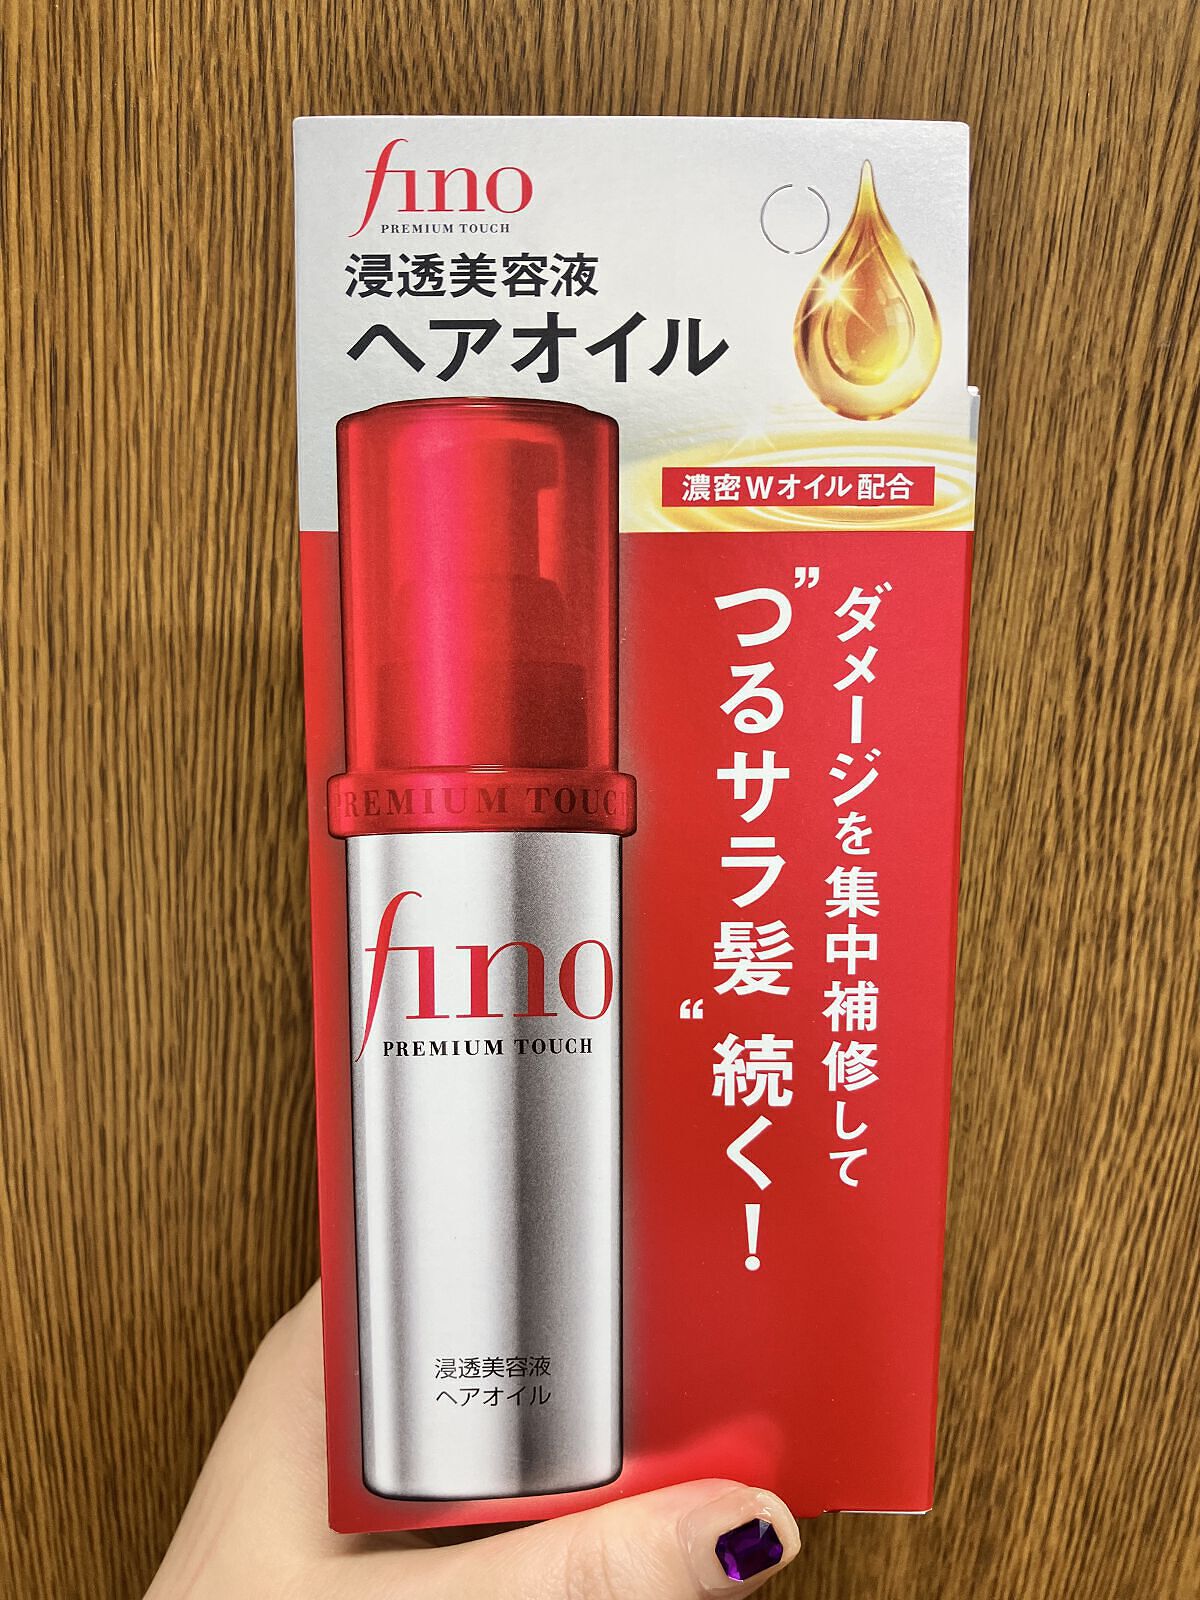 fino
PREMIUM TOUCH
浸透美容液
ヘアオイル
濃密Wオイル配合
ダメージを集中補修して
"つるサラ髪"続く!
PREMIUM TOUCH
fino
PREMIUM TOUCH
浸透美容液
ヘアオイル